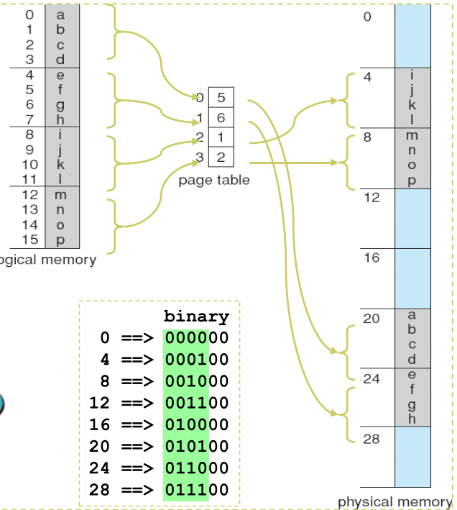 0 a
1 b
2 c
3 d
4 e
5 f
6 g
7 h
8 i
9 j
10 k
11 l
12 m
13 n
14 o
15 p
ogical memory
0 5
1 6
2 1
3 2
page table
0
4 i
j
k
l
8 m
n
o
p
12
16
20 a
b
c
d
24 e
f
g
h
28
physical memory
binary
0 ==> 000000
4 ==> 000100
8 ==> 001000
12 ==> 001100
16 ==> 010000
20 ==> 010100
24 ==> 011000
28 ==> 011100